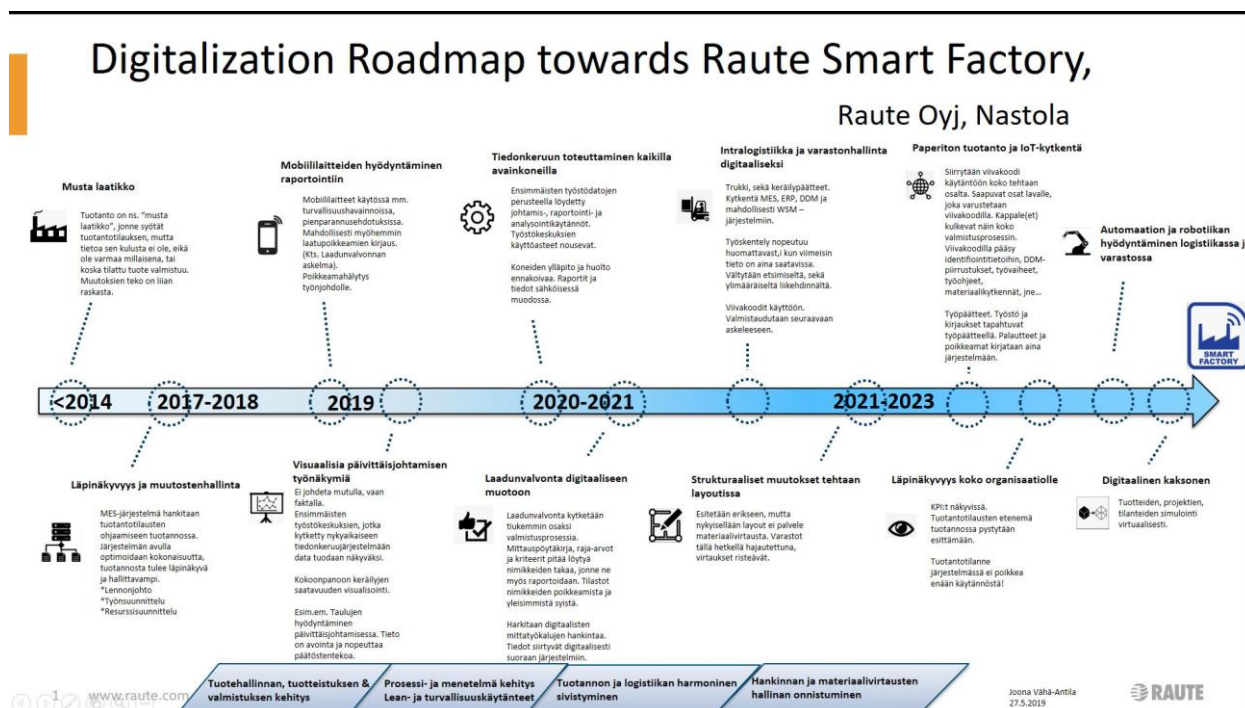 Digitalization Roadmap towards Raute Smart Factory,
Raute Oyj, Nastola
Musta laatikko
Tuotanto on ns. "musta
laatikko", jonne syötät
tuotantotilauksen, mutta
tietoa sen kulusta ei ole, eikä
ole varmaa millaisena, tai
koska tilattu tuote valmistuu.
Muutoksien teko on liian
raskasta.
Mobiililaitteiden hyödyntäminen
raportointiin
Mobiililaitteet käytössä mm.
turvallisuushavainnoissa,
pienparannusehdotuksissa.
Mahdollisesti myöhemmin
laatupoikkeamien kirjaus.
(Kts. Laadunvalvonnan
askelma).
Poikkeamahälytys
työnjohdolle.
Tiedonkeruun toteuttaminen kaikilla
avainkoneilla
Ensimmäisten työstödatojen
perusteella löydetty
johtamis-, raportointi- ja
analysointikäytännöt.
Työstökeskuksien
käyttöasteet nousevat.
Koneiden ylläpito ja huolto
ennakoivaa. Raportit ja
tiedot sähköisessä
muodossa.
Intralogistiikka ja varastonhallinta
digitaaliseksi
Trukki, sekä keräilypäätteet.
Kytkentä MES, ERP, DDM ja
mahdollisesti WSM –
järjestelmiin.
Työskentely nopeutuu
huomattavast,i kun viimeisin
tieto on aina saatavissa.
Vältytään etsimiseltä, sekä
ylimääräiseltä liikehdinnältä.
Viivakoodit käyttöön.
Valmistaudutaan seuraavaan
askeleeseen.
Paperiton tuotanto ja IoT-kytkentä
Siirrytään viivakoodi
käytäntöön koko tehtaan
osalta. Saapuvat osat lavalle,
joka varustetaan
viivakoodilla. Kappale(et)
kulkevat näin koko
valmistusprosessin.
Viivakoodilla pääsy
identifiointitietoihin, DDM-
piirrustukset, työvaiheet,
työohjeet,
materiaalikytkennät, jne…
Työpäätteet. Työstö ja
kirjaukset tapahtuvat
työpäätteellä. Palautteet ja
poikkeamat kirjataan aina
järjestelmään.
Automaation ja robotiikan
hyödyntäminen logistiikassa j
varastossa
SMART
FACTORY
<2014
2017-2018
2019
2020-2021
2021-2023
Läpinäkyvyys ja muutostenhallinta
MES-järjestelmä hankitaan
tuotantotilausten
ohjaamiseen tuotannossa.
Järjestelmän avulla
optimoidaan kokonaisuutta,
tuotannosta tulee läpinäkyvä
ja hallittavampi.
*Lennonjohto
*Työnsuunnittelu
*Resurssisuunnittelu
Visuaalisia päivittäisjohtamisen
työnäkymiä
Ei johdeta mutulla, vaan
faktalla.
Ensimmäisten
työstökeskuksien, jotka
kytketty nykyaikaiseen
tiedonkeruujärjestelmään
data tuodaan näkyväksi.
Kokoonpanoon keräilyjen
saatavuuden visualisointi.
Esim.em. Taulujen
hyödyntäminen
päivittäisjohtamisessa. Tieto
on avointa ja nopeuttaa
päätöstentekoa.
Laadunvalvonta digitaaliseen
muotoon
Laadunvalvonta kytketään
tiukemmin osaksi
valmistusprosessia.
Mittauspöytäkirja, raja-arvot
ja kriteerit pitää löytyä
nimikkeiden takaa, jonne ne
myös raportoidaan. Tilastot
nimikkeiden poikkeamista ja
yleisimmistä syistä.
Harkitaan digitaalisten
mittatyökalujen hankintaa.
Tiedot siirtyvät digitaalisesti
suoraan järjestelmiin.
Strukturaaliset muutokset tehtaan
layoutissa
Esitetään erikseen, mutta
nykyisellään layout ei palvele
materiaalivirtausta. Varastot
tällä hetkellä hajautettuna,
virtaukset risteävät.
Läpinäkyvyys koko organisaatiolle
KPI:t näkyvissä.
Tuotantotilausten etenemä
tuotannossa pystytään
esittämään.
Tuotantotilanne
järjestelmässä ei poikkea
enään käytännöstä!
Digitaalinen kaksonen
Tuotteiden, projektien,
tilanteiden simulointi
virtuaalisesti.
Tuotehallinnan, tuotteistuksen &
valmistuksen kehitys
Prosessi- ja menetelmä kehitys
Lean- ja turvallisuuskäytänteet
Tuotannon ja logistiikan harmoninen
sivistyminen
Hankinnan ja materiaalivirtausten
hallinan onnistuminen
1 www.raute.com
Joona Vähä-Antila
27.5.2019
RAUTE